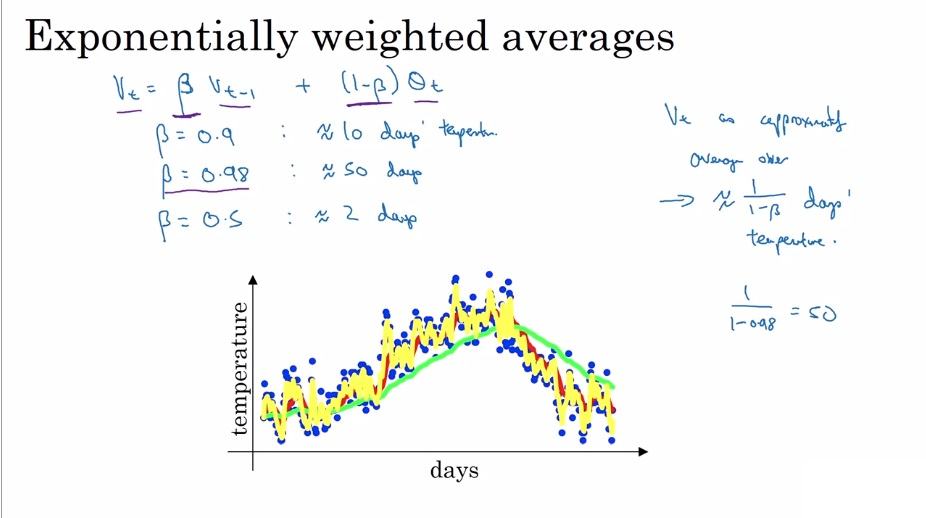 Exponentially weighted averages
Vt = β Vt-1 + (1-β) θt
β = 0.9 : ≈ 10 days' temperature
β = 0.98 : ≈ 50 days
β = 0.5 : ≈ 2 days
Vt as approximately
average over
→ ≈ 1/(1-β) days'
temperature.
1/(1-0.98) = 50
temperature
days